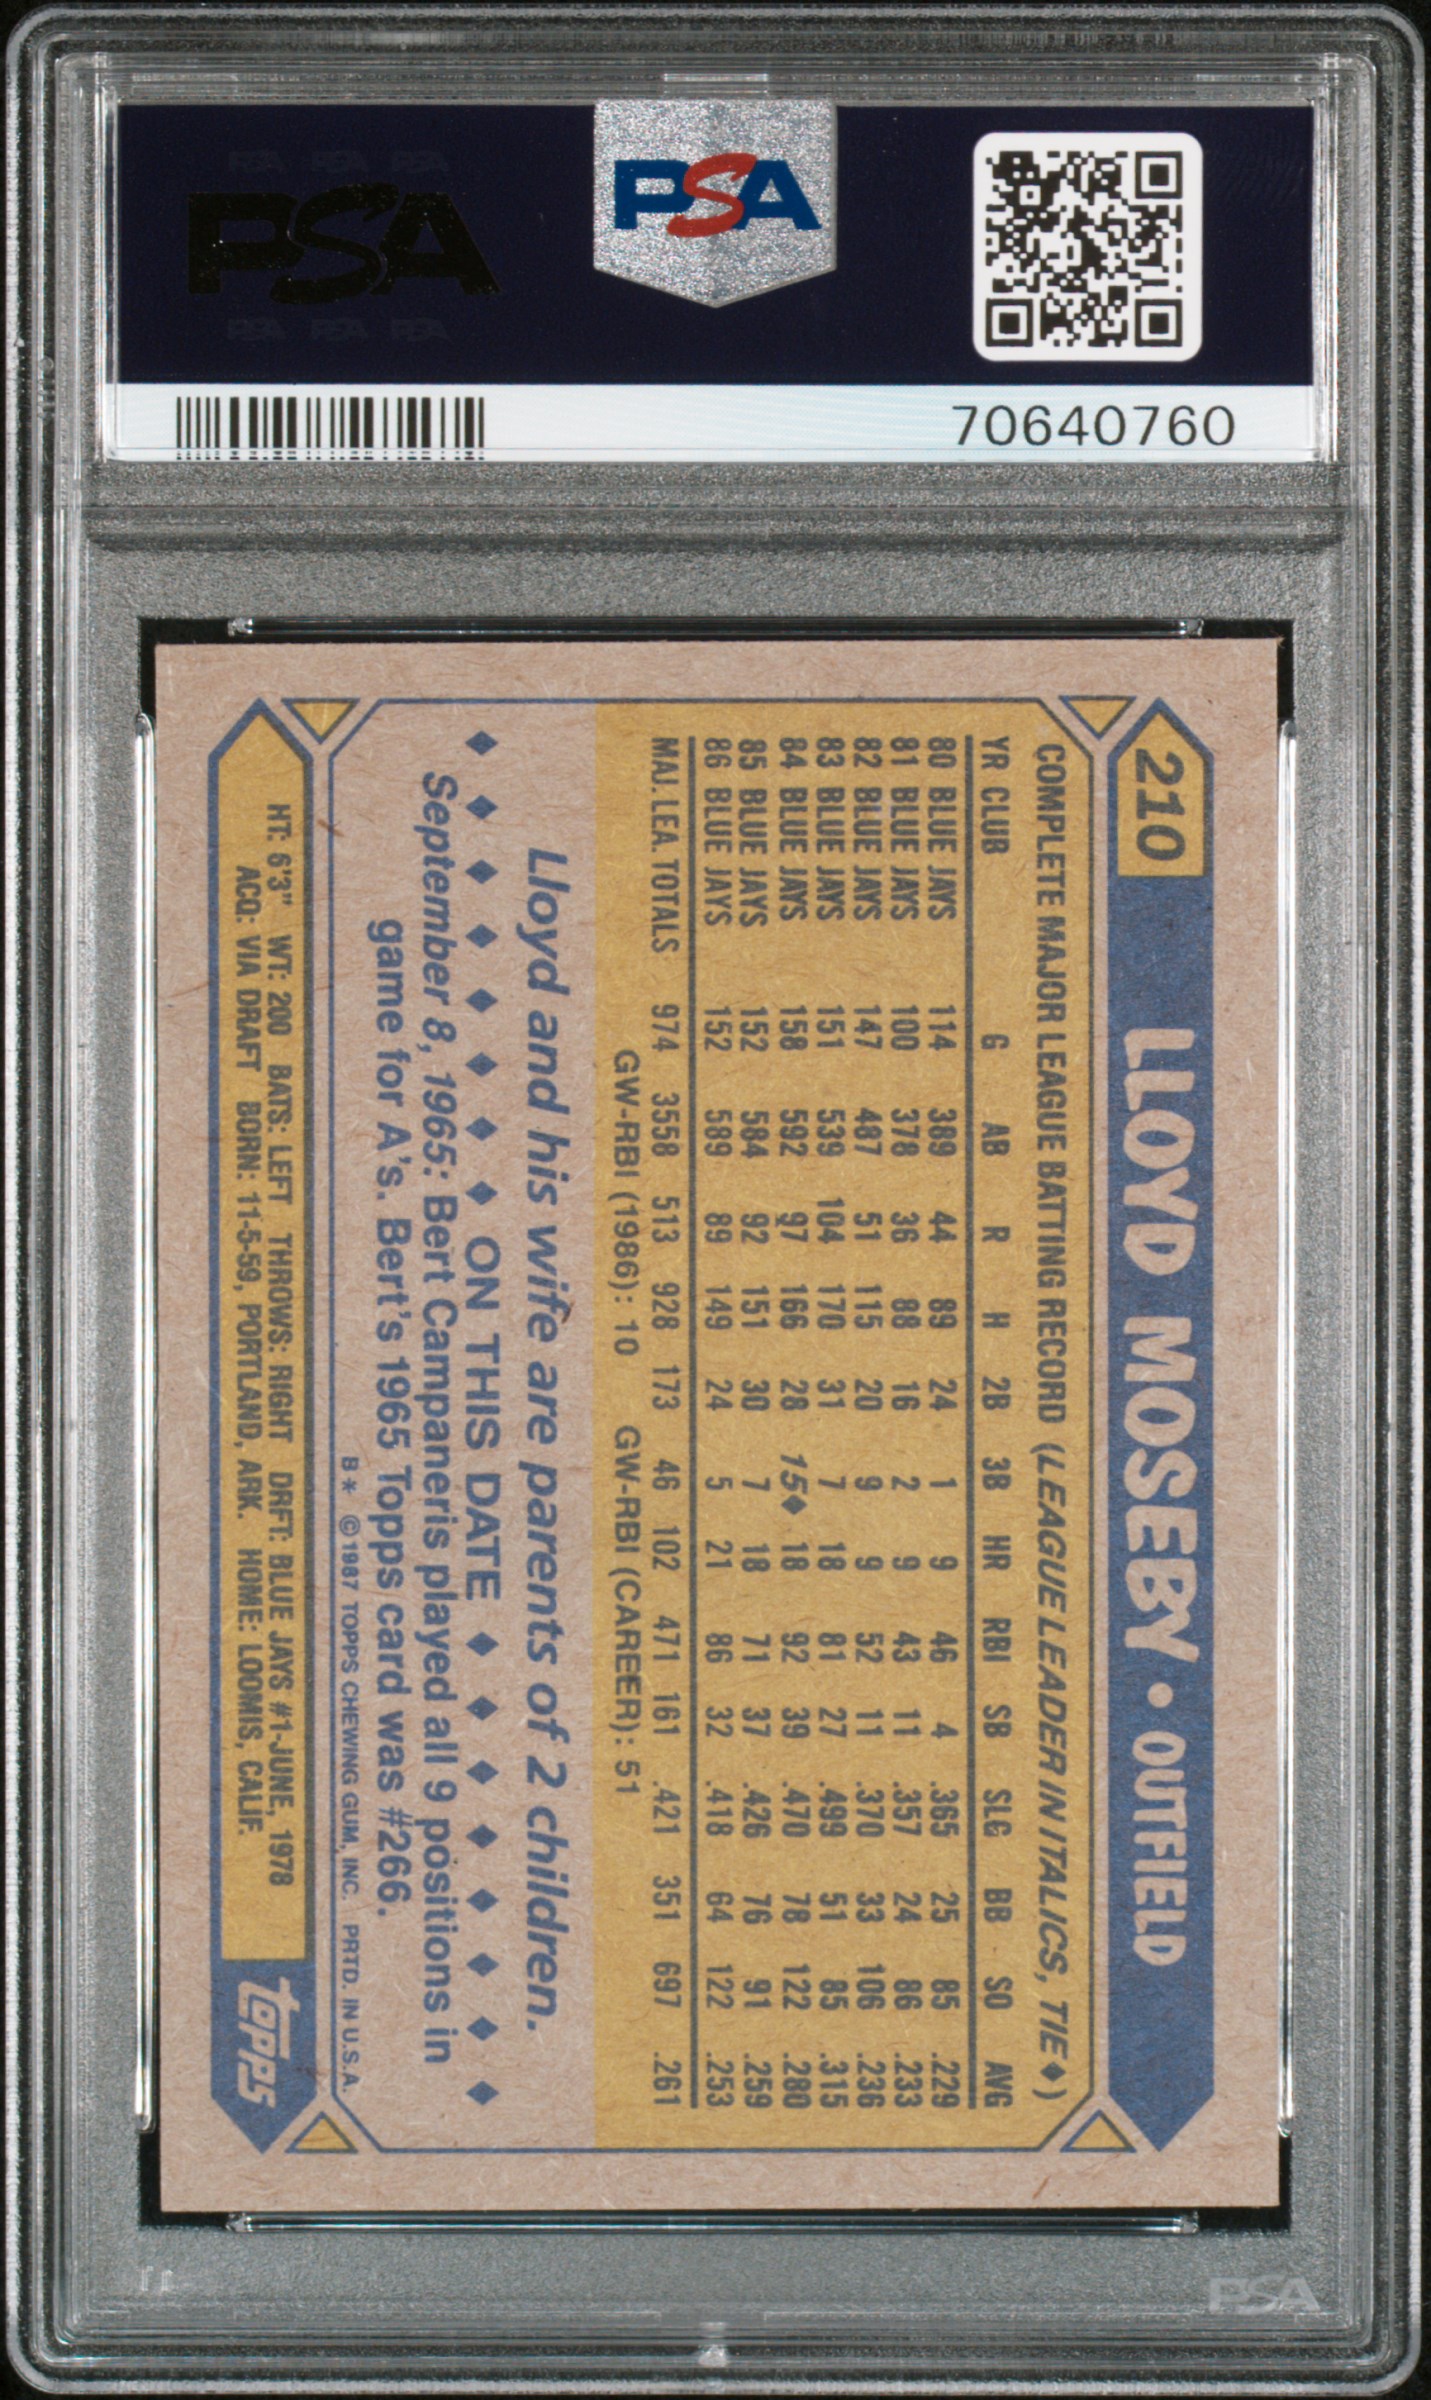 PSA PSA PSA
PSA
PSA PSA PSA
PSA
70640760
210 LLOYD MOSEBY • OUTFIELD
COMPLETE MAJOR LEAGUE BATTING RECORD (LEAGUE LEADER IN ITALICS, TIE♦)
YR CLUB G AB R H 2B 3B HR RBI SB SLG BB SO AVG
80 BLUE JAYS 114 389 44 89 24 1 9 46 4 .365 25 85 .229
81 BLUE JAYS 100 378 36 88 16 2 9 43 11 .357 24 86 .233
82 BLUE JAYS 147 487 51 115 20 9 9 52 11 .370 33 106 .236
83 BLUE JAYS 151 539 104 170 31 7 18 81 27 .499 51 85 .315
84 BLUE JAYS 158 592 97 166 28 15♦ 18 92 39 .470 78 122 .280
85 BLUE JAYS 152 584 92 151 30 7 18 71 37 .426 76 91 .259
86 BLUE JAYS 152 589 89 149 24 5 21 86 32 .418 64 122 .253
MAJ. LEA. TOTALS 974 3558 513 928 173 46 102 471 161 .421 351 697 .261
GW-RBI (1986): 10 GW-RBI (CAREER): 51
Lloyd and his wife are parents of 2 children.
♦ ♦ ♦ ♦ ♦ ♦ ♦ ♦ ON THIS DATE ♦ ♦ ♦ ♦ ♦ ♦ ♦ ♦
September 8, 1965: Bert Campaneris played all 9 positions in
game for A's. Bert's 1965 Topps card was #266.
B* ©1987 TOPPS CHEWING GUM, INC. PRTD. IN U.S.A.
HT: 6'3" WT: 200 BATS: LEFT THROWS: RIGHT DRFT: BLUE JAYS #1-JUNE, 1978
ACQ: VIA DRAFT BORN: 11-5-59, PORTLAND, ARK. HOME: LOOMIS, CALIF.
topps
PSA